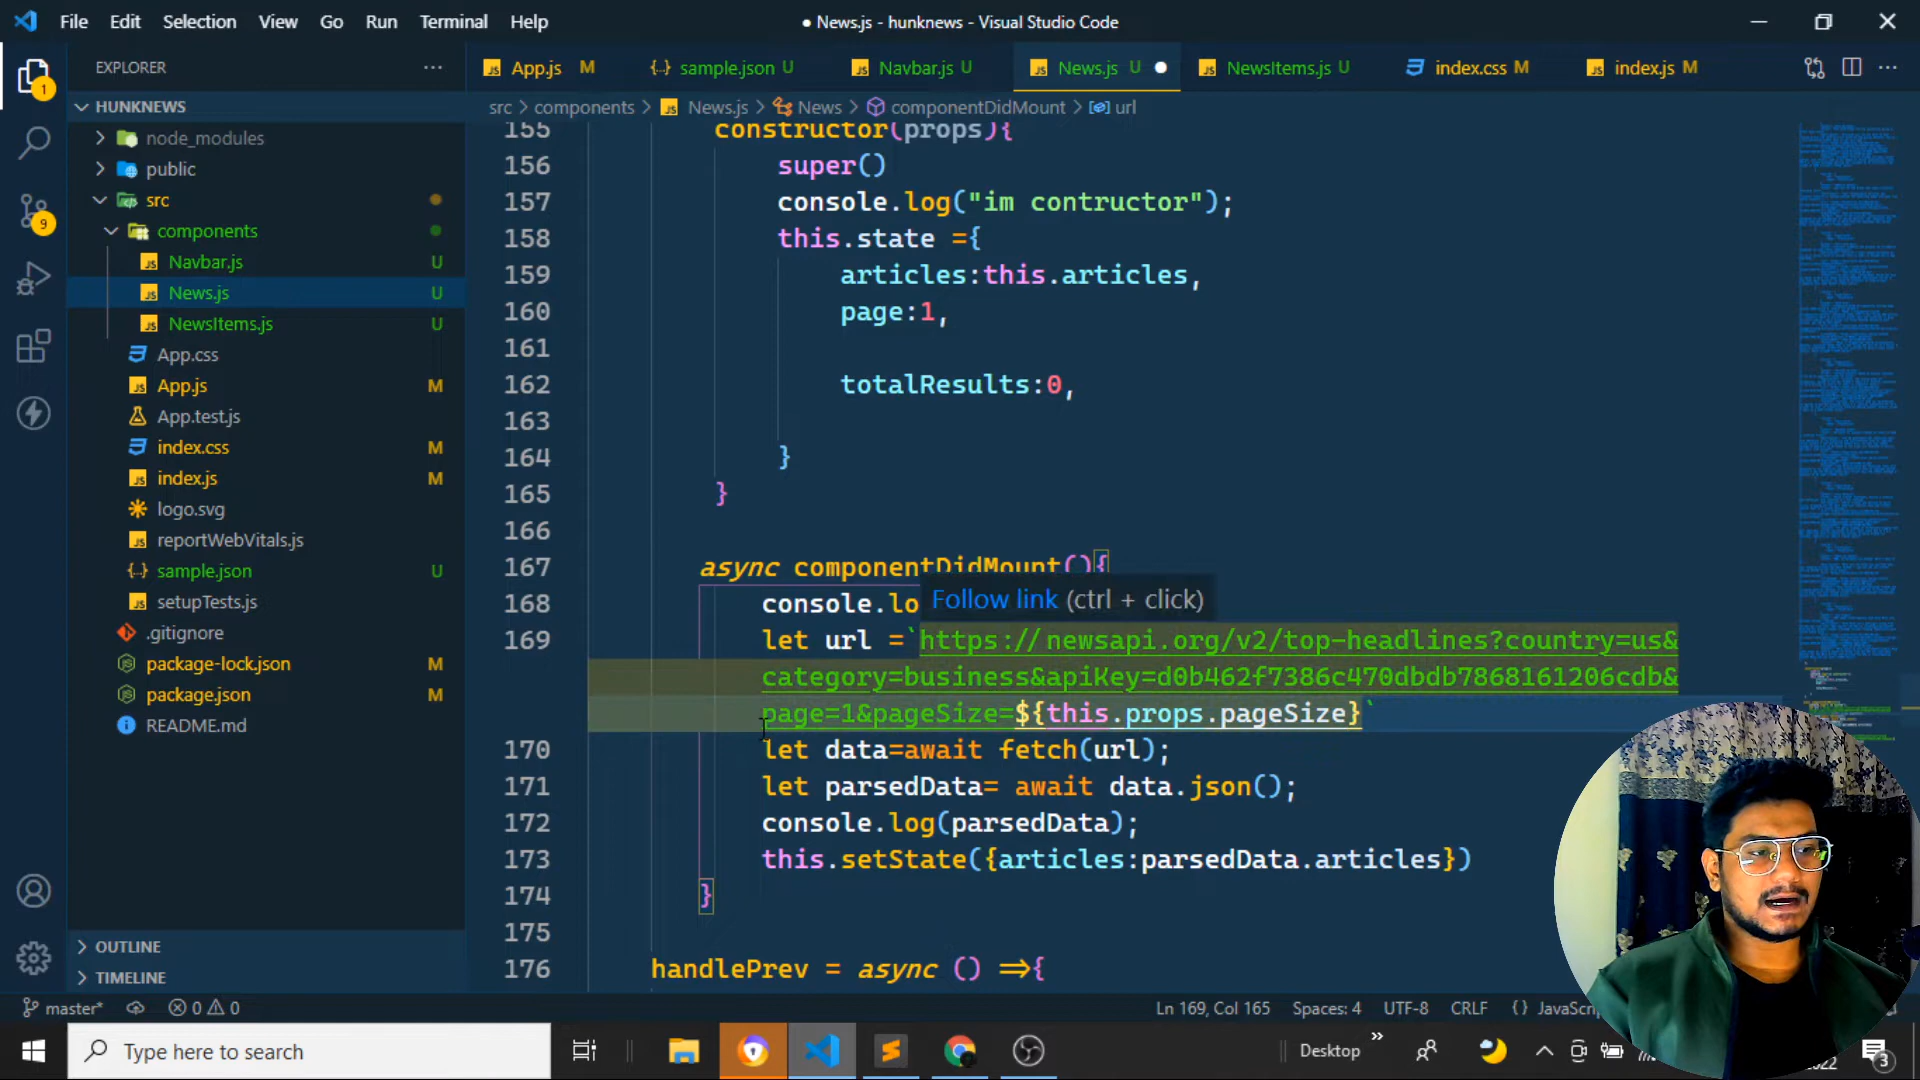 File Edit Selection View Go Run Terminal Help
● News.js - hunknews - Visual Studio Code
EXPLORER
App.js M
sample.json U
Navbar.js U
News.js U
NewsItems.js U
index.css M
index.js M
HUNKNEWS
src > components > News.js > News > componentDidMount > url
node_modules
public
src
components
Navbar.js U
News.js U
NewsItems.js U
App.css
App.js M
App.test.js
index.css M
index.js M
logo.svg
reportWebVitals.js
sample.json U
setupTests.js
.gitignore
package-lock.json M
package.json M
README.md
OUTLINE
TIMELINE
1
9
155 constructor(props){
156 super()
157 console.log("im contructor");
158 this.state ={
159 articles:this.articles,
160 page:1,
161
162 totalResults:0,
163
164 }
165 }
166
167 async componentDidMount(){
168 console.lo
Follow link (ctrl + click)
169 let url =`https://newsapi.org/v2/top-headlines?country=us&
category=business&apiKey=d0b462f7386c470dbdb7868161206cdb&
page=1&pageSize=${this.props.pageSize}`
170 let data=await fetch(url);
171 let parsedData= await data.json();
172 console.log(parsedData);
173 this.setState({articles:parsedData.articles})
174 }
175
176 handlePrev = async () =>{
master* 0 0
Ln 169, Col 165 Spaces: 4 UTF-8 CRLF {}
Type here to search
Desktop
3